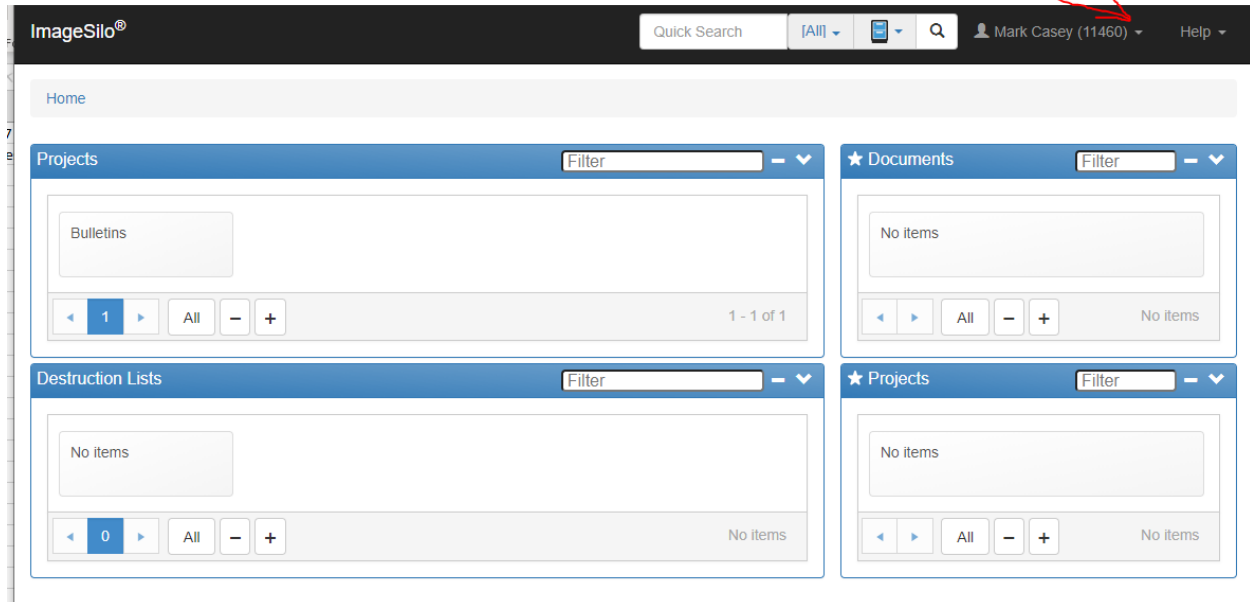 ImageSilo®
Quick Search
[All]
Mark Casey (11460)
Help
Home
Projects
Filter
Bulletins
1
All
1 - 1 of 1
Documents
Filter
No items
All
No items
Destruction Lists
Filter
No items
0
All
No items
Projects
Filter
No items
All
No items